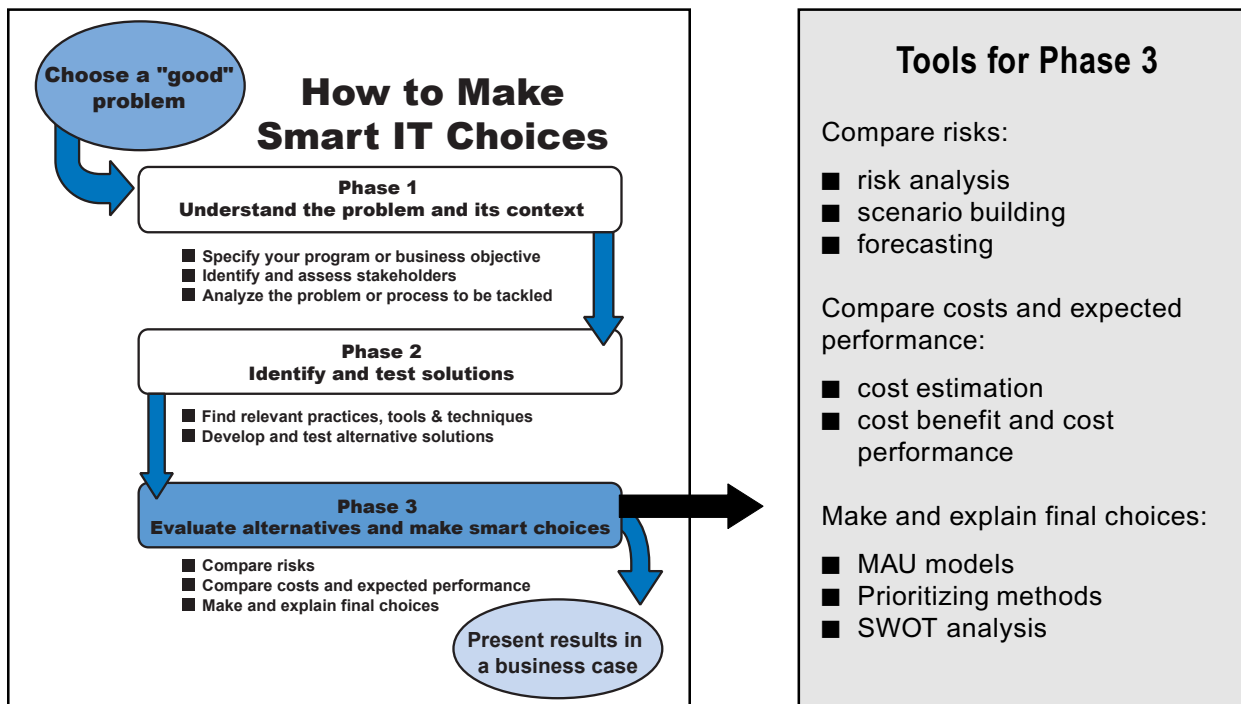 Choose a "good"
problem
How to Make
Smart IT Choices
Phase 1
Understand the problem and its context
■ Specify your program or business objective
■ Identify and assess stakeholders
■ Analyze the problem or process to be tackled
Phase 2
Identify and test solutions
■ Find relevant practices, tools & techniques
■ Develop and test alternative solutions
Phase 3
Evaluate alternatives and make smart choices
■ Compare risks
■ Compare costs and expected performance
■ Make and explain final choices
Present results in
a business case
Tools for Phase 3
Compare risks:
■ risk analysis
■ scenario building
■ forecasting
Compare costs and expected
performance:
■ cost estimation
■ cost benefit and cost
performance
Make and explain final choices:
■ MAU models
■ Prioritizing methods
■ SWOT analysis